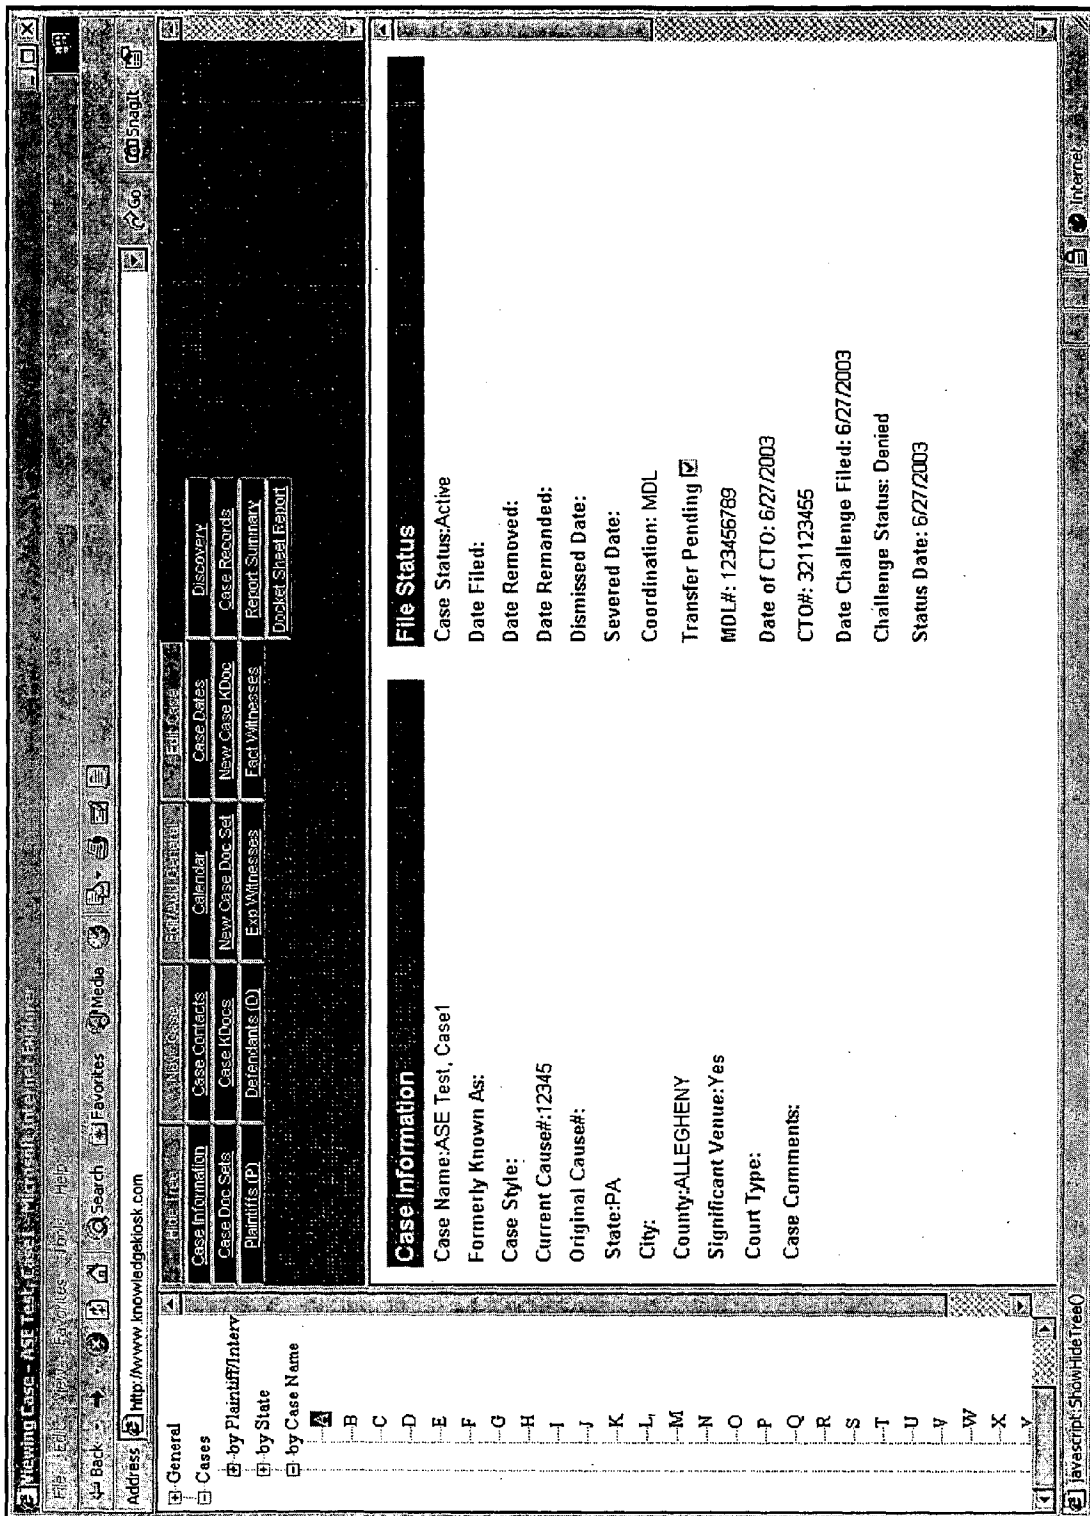 Viewing Case - ASE Test, Case1 - Microsoft Internet Explorer
File Edit View Favorites Tools Help
Back Search Favorites Media
Address http://www.knowledgekiosk.com Go SnagIt
General
Cases
by Plaintiff/Interv
by State
by Case Name
A
B
C
D
E
F
G
H
I
J
K
L
M
N
O
P
Q
R
S
T
U
V
W
X
Y
Hide Tree New Case Edit/Add General Edit Case
Case Information Case Contacts Calendar Case Dates Discovery
Case Doc Sets Case KDocs New Case Doc Set New Case KDoc Case Records
Plaintiffs (P) Defendants (D) Exp Witnesses Fact Witnesses Report Summary
Docket Sheet Report
Case Information
Case Name:ASE Test, Case1
Formerly Known As:
Case Style:
Current Cause#:12345
Original Cause#:
State:PA
City:
County:ALLEGHENY
Significant Venue:Yes
Court Type:
Case Comments:
File Status
Case Status:Active
Date Filed:
Date Removed:
Date Remanded:
Dismissed Date:
Severed Date:
Coordination: MDL
Transfer Pending
MDL#: 123456789
Date of CTO: 6/27/2003
CTO#: 321123455
Date Challenge Filed: 6/27/2003
Challenge Status: Denied
Status Date: 6/27/2003
javascript:ShowHideTree() Internet